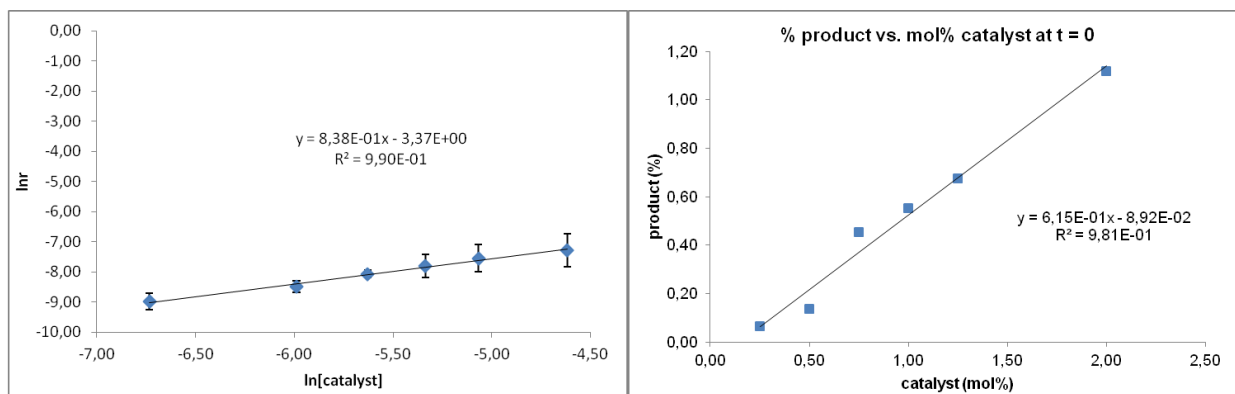 0,00
-1,00
-2,00
-3,00
-4,00
-5,00
-6,00
-7,00
-8,00
-9,00
-10,00
lnr
y = 8,38E-01x - 3,37E+00
R² = 9,90E-01
-7,00 -6,50 -6,00 -5,50 -5,00 -4,50
ln[catalyst]
% product vs. mol% catalyst at t = 0
1,20
1,00
0,80
0,60
0,40
0,20
0,00
product (%)
y = 6,15E-01x - 8,92E-02
R² = 9,81E-01
0,00 0,50 1,00 1,50 2,00 2,50
catalyst (mol%)